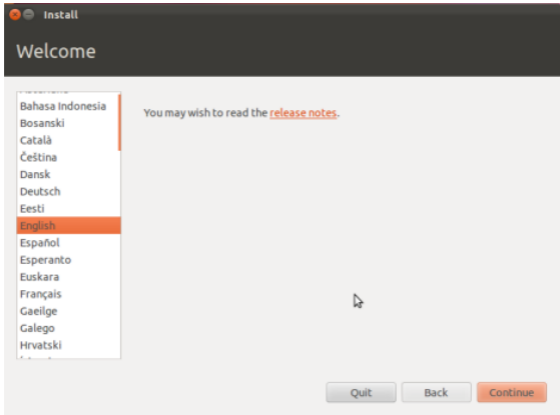 Install
Welcome
Bahasa Indonesia
Bosanski
Català
Čeština
Dansk
Deutsch
Eesti
English
Español
Esperanto
Euskara
Français
Gaeilge
Galego
Hrvatski
You may wish to read the release notes.
Quit
Back
Continue